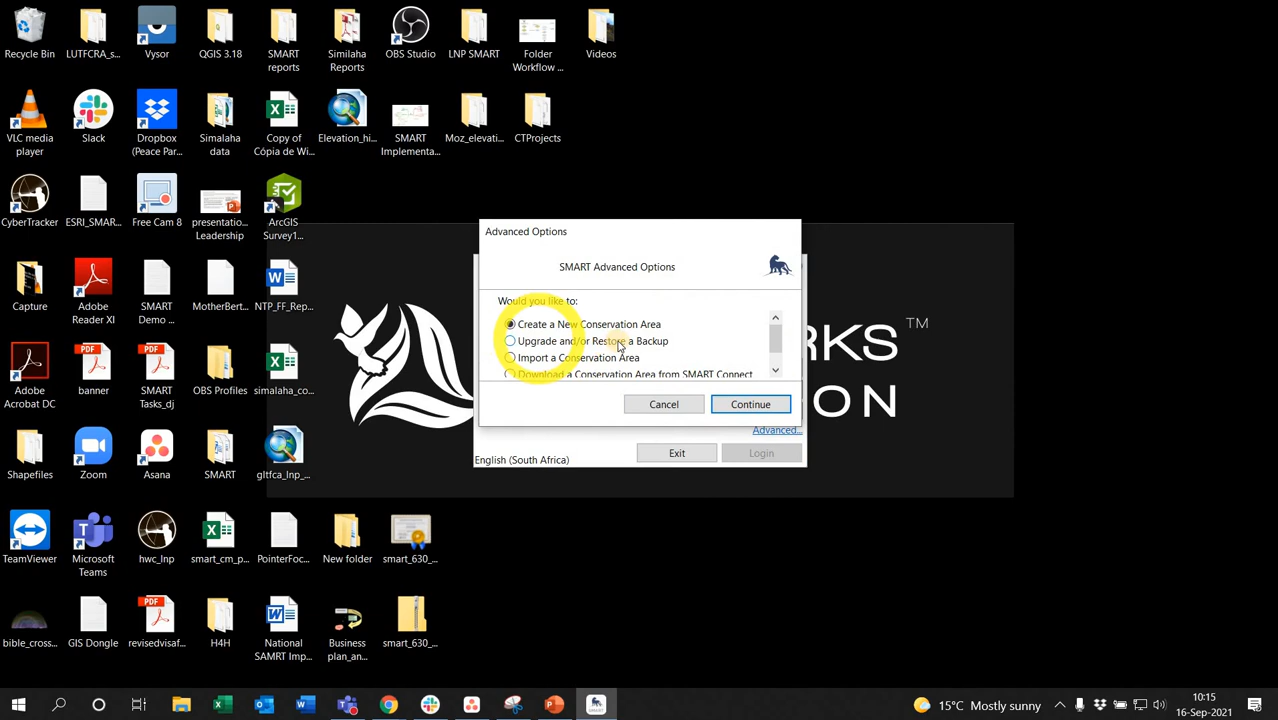 Recycle Bin
LUTFCRA_s...
Vysor
QGIS 3.18
SMART
reports
Similaha
Reports
OBS Studio
LNP SMART
Folder
Workflow ...
Videos
VLC media
player
Slack
Dropbox
(Peace Par...
Simalaha
data
Copy of
Cópia de Wi...
Elevation_hi...
SMART
Implementa...
Moz_elevati...
CTProjects
CyberTracker
ESRI_SMAR...
Free Cam 8
presentatio...
Leadership
ArcGIS
Survey1...
Capture
Adobe
Reader XI
SMART
Demo ...
MotherBert...
NTP_FF_Rep...
Adobe
Acrobat DC
banner
SMART
Tasks_dj
OBS Profiles
simalaha_co...
Shapefiles
Zoom
Asana
SMART
gltfca_lnp_...
TeamViewer
Microsoft
Teams
hwc_lnp
smart_cm_p...
PointerFoc...
New folder
smart_630_...
bible_cross...
GIS Dongle
revisedvisaf...
H4H
National
SAMRT Imp...
Business
plan_an...
smart_630_...
Advanced Options
SMART Advanced Options
Would you like to:
Create a New Conservation Area
Upgrade and/or Restore a Backup
Import a Conservation Area
Download a Conservation Area from SMART Connect
Cancel
Continue
Advanced...
English (South Africa)
Exit
Login
RKS TM
ON
15°C Mostly sunny
10:15
16-Sep-2021